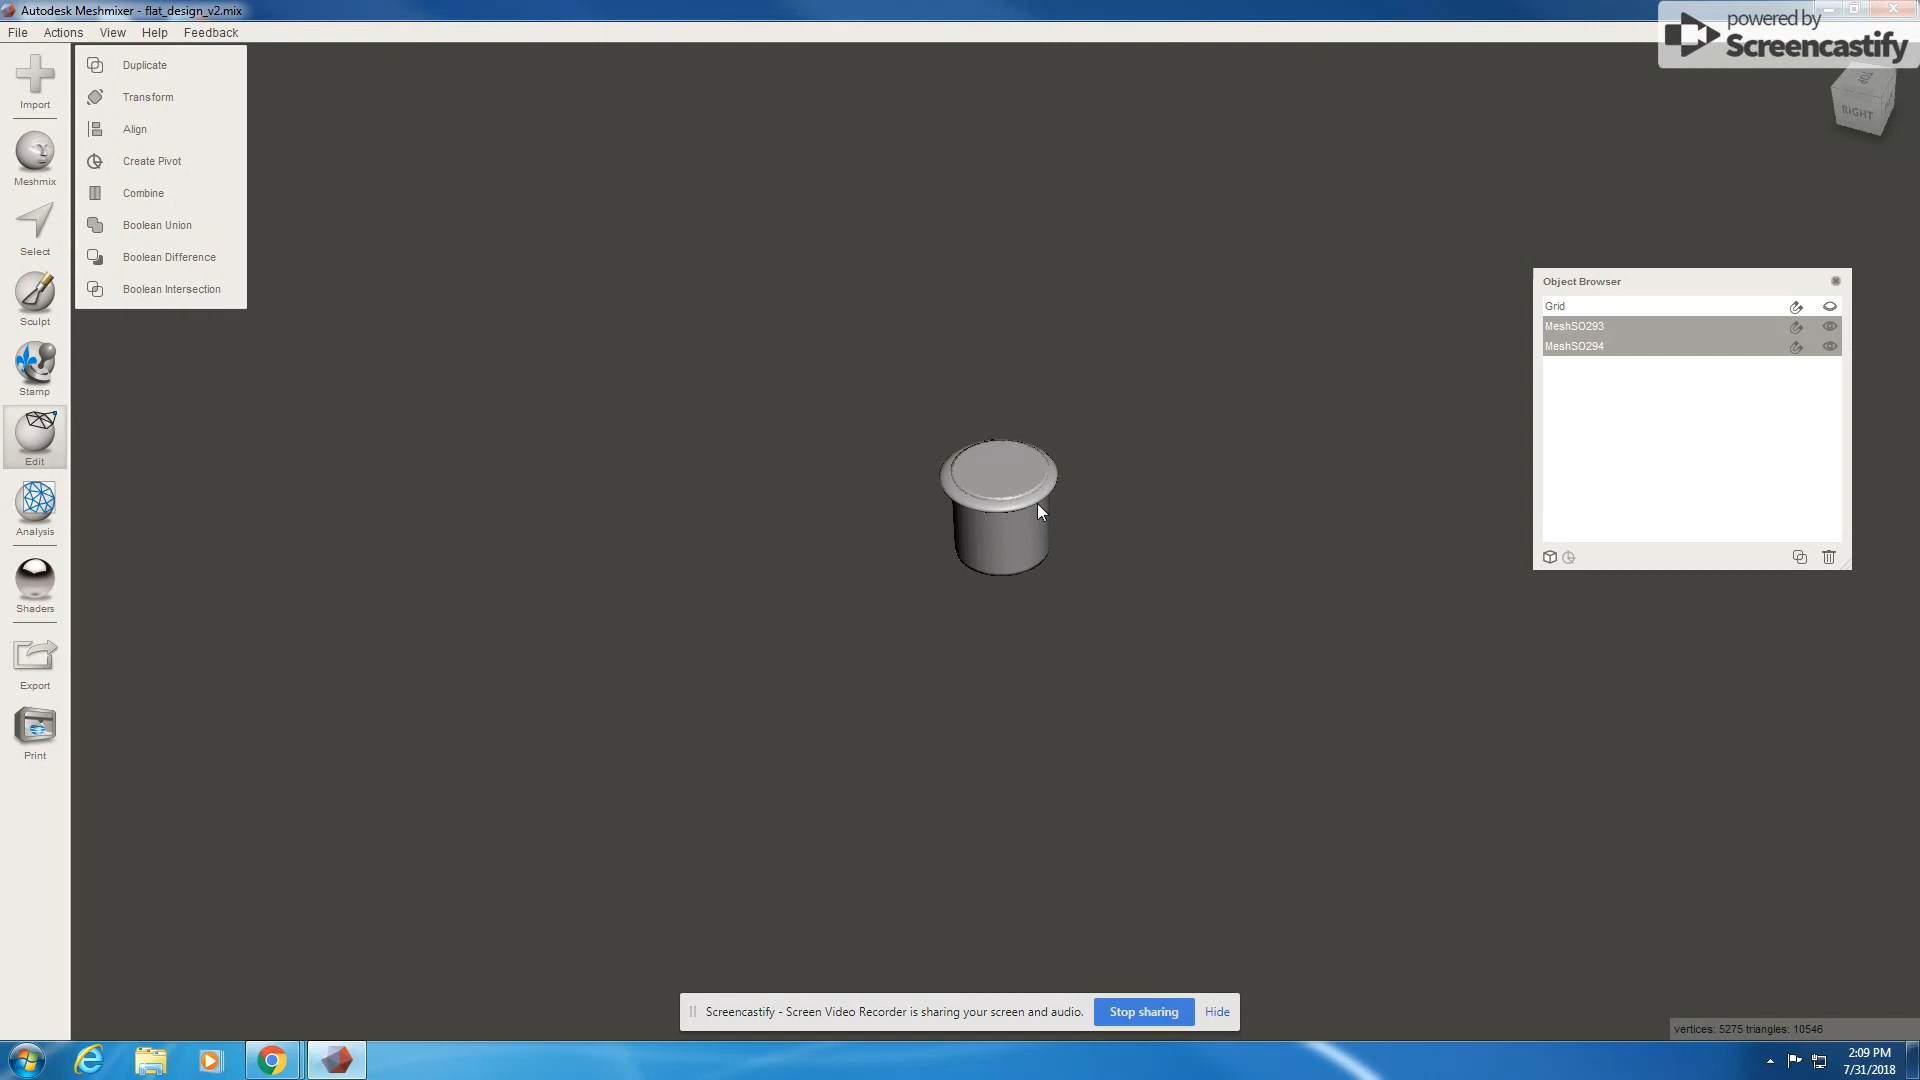 Autodesk Meshmixer - flat_design_v2.mix
powered by
Screencastify
File Actions View Help Feedback
Import
Meshmix
Select
Sculpt
Stamp
Edit
Analysis
Shaders
Export
Print
Duplicate
Transform
Align
Create Pivot
Combine
Boolean Union
Boolean Difference
Boolean Intersection
TOP
RIGHT
Object Browser
Grid
MeshSO293
MeshSO294
Screencastify - Screen Video Recorder is sharing your screen and audio. Stop sharing Hide
vertices: 5275 triangles: 10546
2:09 PM
7/31/2018